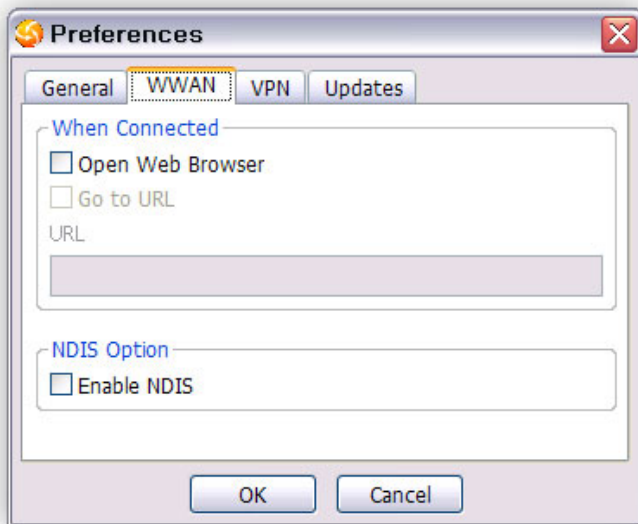 Preferences
General WWAN VPN Updates
When Connected
Open Web Browser
Go to URL
URL
NDIS Option
Enable NDIS
OK Cancel